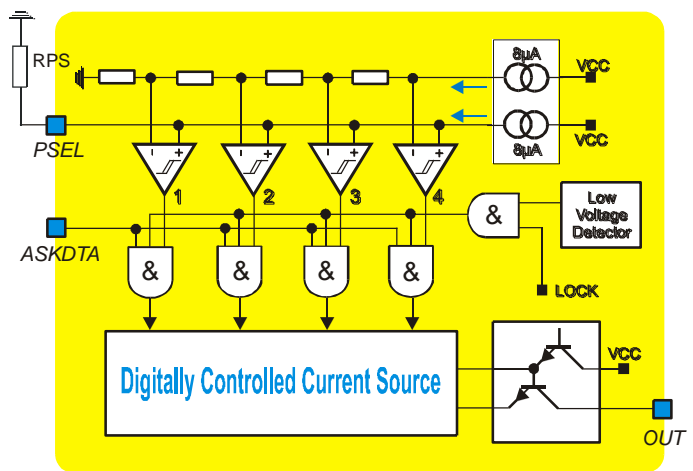 8µA
VCC
RPS
PSEL
8µA
VCC
- + - + - + - +
1 2 3 4
&
Low
Voltage
Detector
ASKDTA
& & & &
LOCK
Digitally Controlled Current Source
VCC
OUT